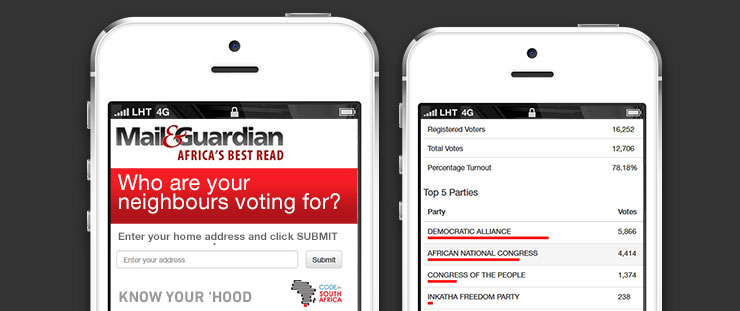 LHT 4G
Mail&Guardian
AFRICA'S BEST READ
Who are your
neighbours voting for?
Enter your home address and click SUBMIT
Enter your address Submit
KNOW YOUR 'HOOD
CODE for
SOUTH
AFRICA
LHT 4G
Registered Voters 16,252
Total Votes 12,706
Percentage Turnout 78.18%
Top 5 Parties
Party Votes
DEMOCRATIC ALLIANCE 5,866
AFRICAN NATIONAL CONGRESS 4,414
CONGRESS OF THE PEOPLE 1,374
INKATHA FREEDOM PARTY 238